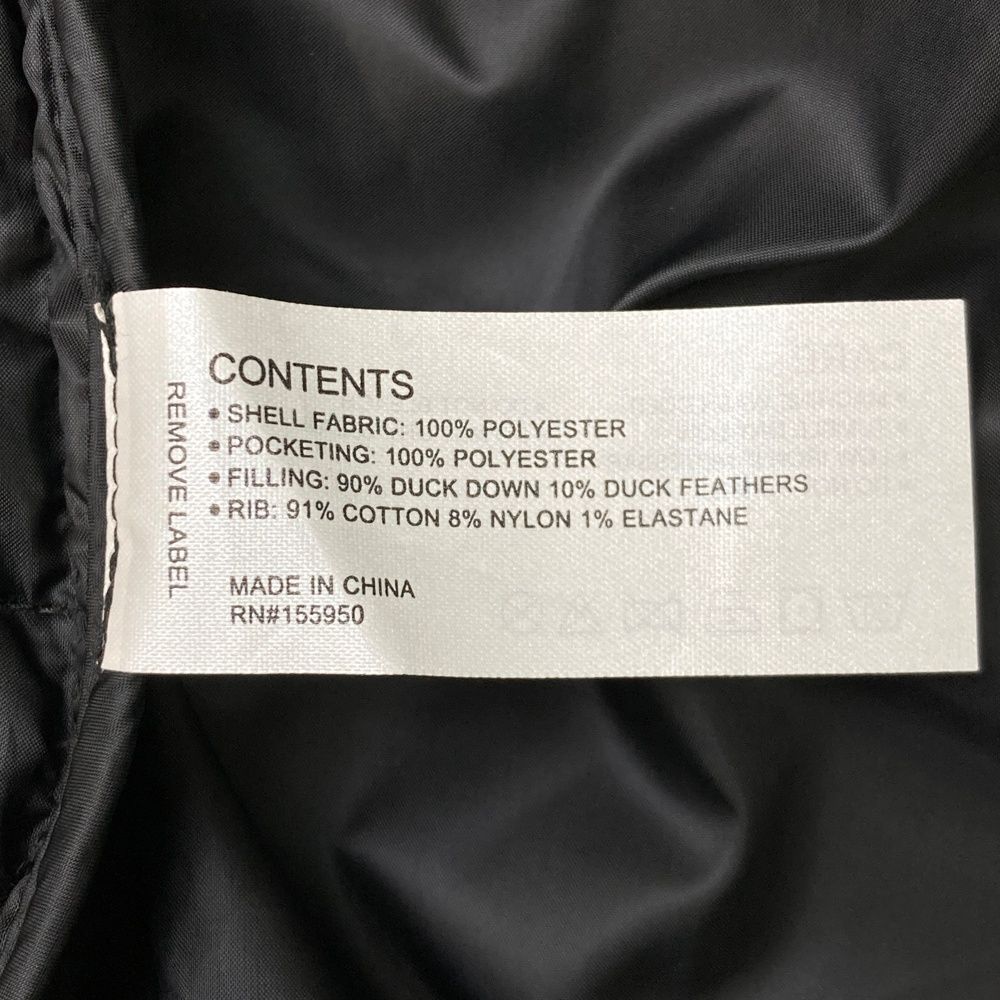 CONTENTS
• SHELL FABRIC: 100% POLYESTER
• POCKETING: 100% POLYESTER
• FILLING: 90% DUCK DOWN 10% DUCK FEATHERS
• RIB: 91% COTTON 8% NYLON 1% ELASTANE
MADE IN CHINA
RN#155950
REMOVE LABEL